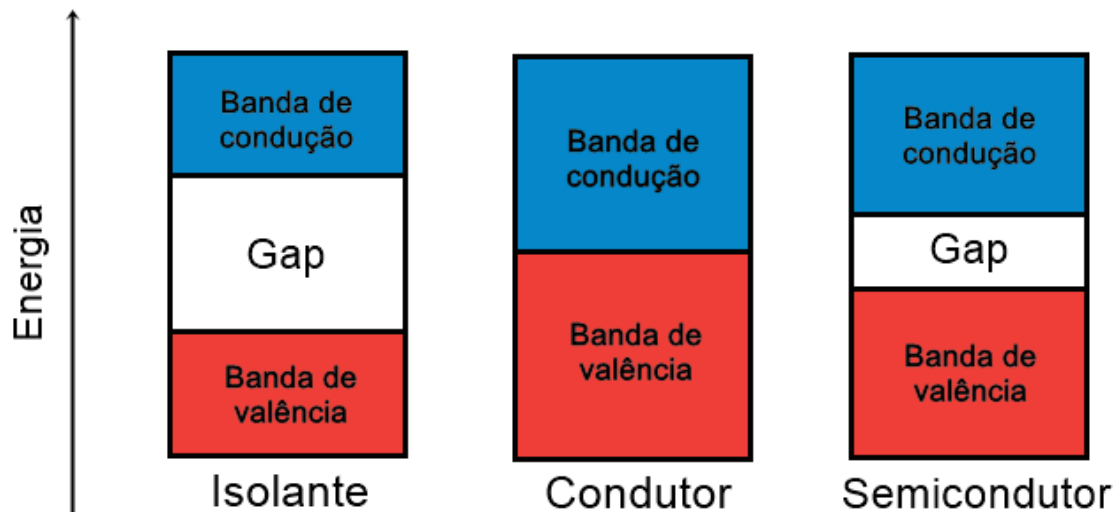 Energia
Banda de
condução
Gap
Banda de
valência
Isolante
Banda de
condução
Banda de
valência
Condutor
Banda de
condução
Gap
Banda de
valência
Semicondutor